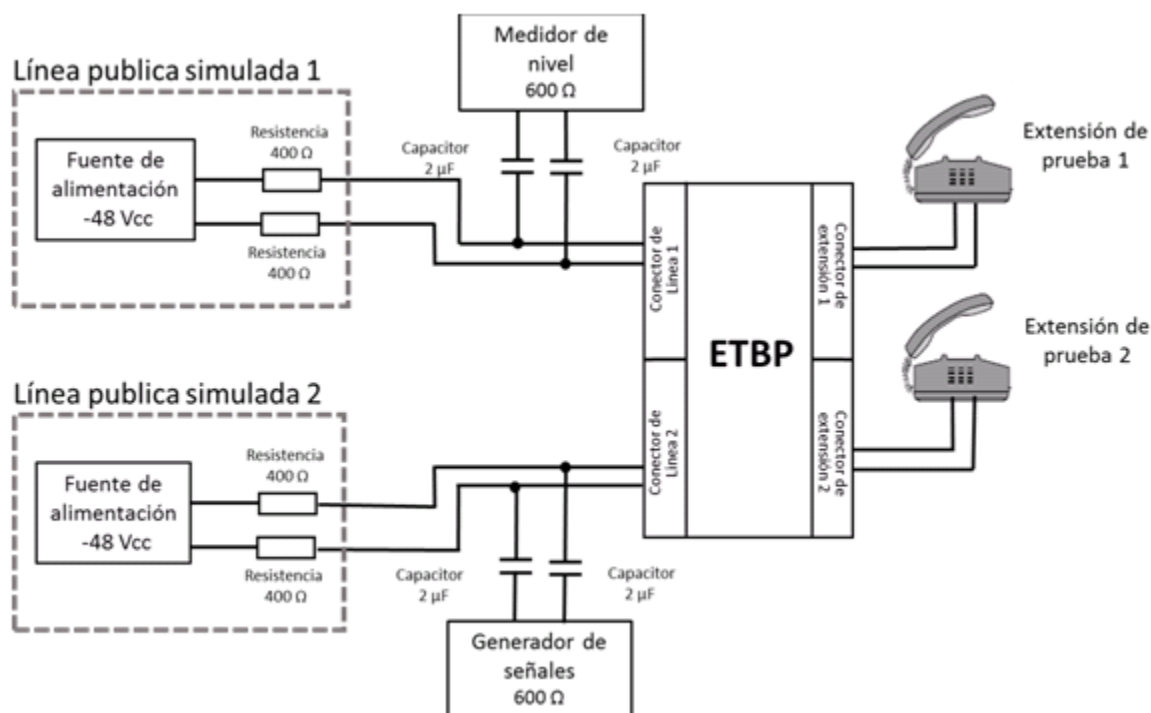 Medidor de
nivel
600 Ω
Línea publica simulada 1
Fuente de
alimentación
-48 Vcc
Resistencia
400 Ω
Resistencia
400 Ω
Capacitor
2 µF
Capacitor
2 µF
Conector de
Línea 1
Conector de
extensión 1
Extensión de
prueba 1
ETBP
Extensión de
prueba 2
Línea publica simulada 2
Fuente de
alimentación
-48 Vcc
Resistencia
400 Ω
Resistencia
400 Ω
Conector de
Línea 2
Conector de
extensión 2
Capacitor
2 µF
Capacitor
2 µF
Generador de
señales
600 Ω